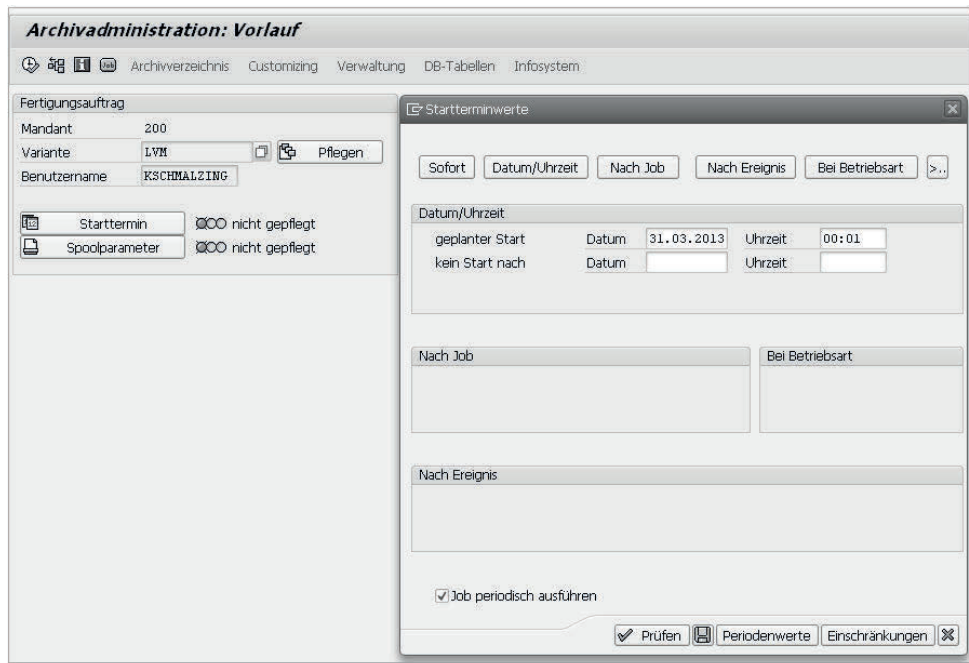 Archivadministration: Vorlauf
Job Archivverzeichnis Customizing Verwaltung DB-Tabellen Infosystem
Fertigungsauftrag
Mandant 200
Variante LVM Pflegen
Benutzername KSCHMALZING
Starttermin nicht gepflegt
Spoolparameter nicht gepflegt
Startterminwerte
Sofort Datum/Uhrzeit Nach Job Nach Ereignis Bei Betriebsart >..
Datum/Uhrzeit
geplanter Start Datum 31.03.2013 Uhrzeit 00:01
kein Start nach Datum Uhrzeit
Nach Job Bei Betriebsart
Nach Ereignis
Job periodisch ausführen
Prüfen Periodenwerte Einschränkungen